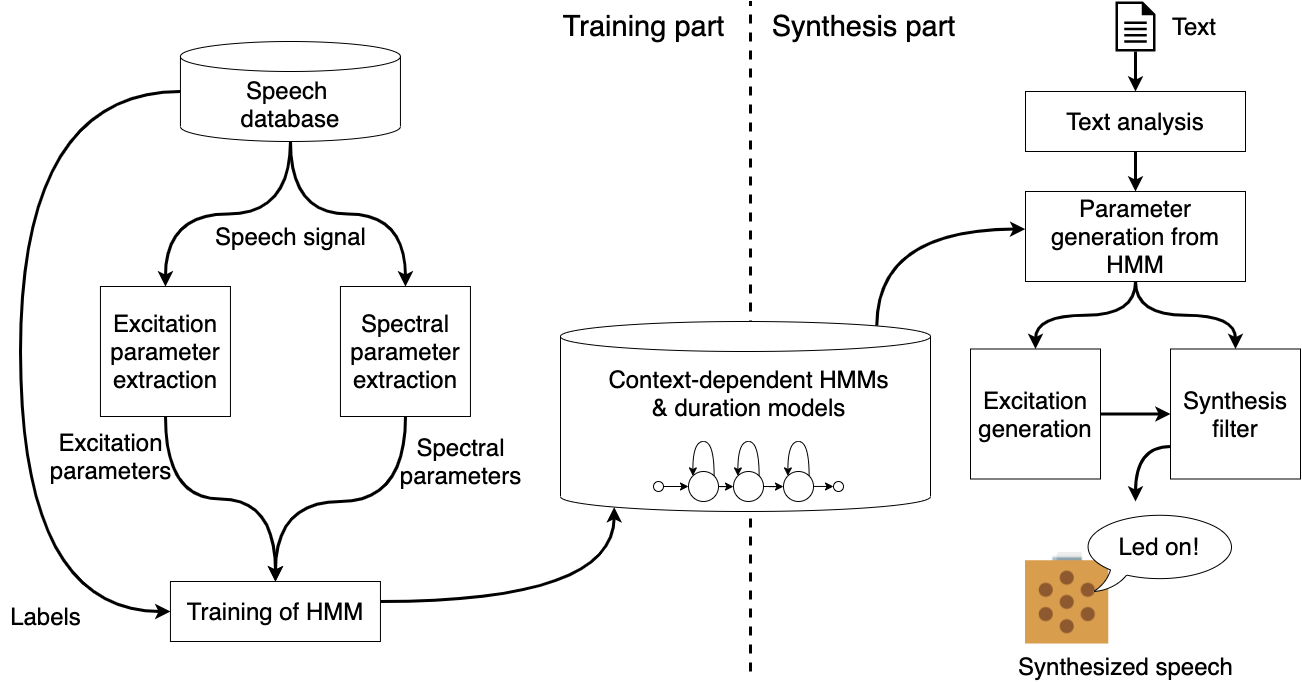 Training part
Synthesis part
Speech
database
Speech signal
Excitation
parameter
extraction
Spectral
parameter
extraction
Excitation
parameters
Spectral
parameters
Labels
Training of HMM
Context-dependent HMMs
& duration models
Text
Text analysis
Parameter
generation from
HMM
Excitation
generation
Synthesis
filter
Led on!
Synthesized speech